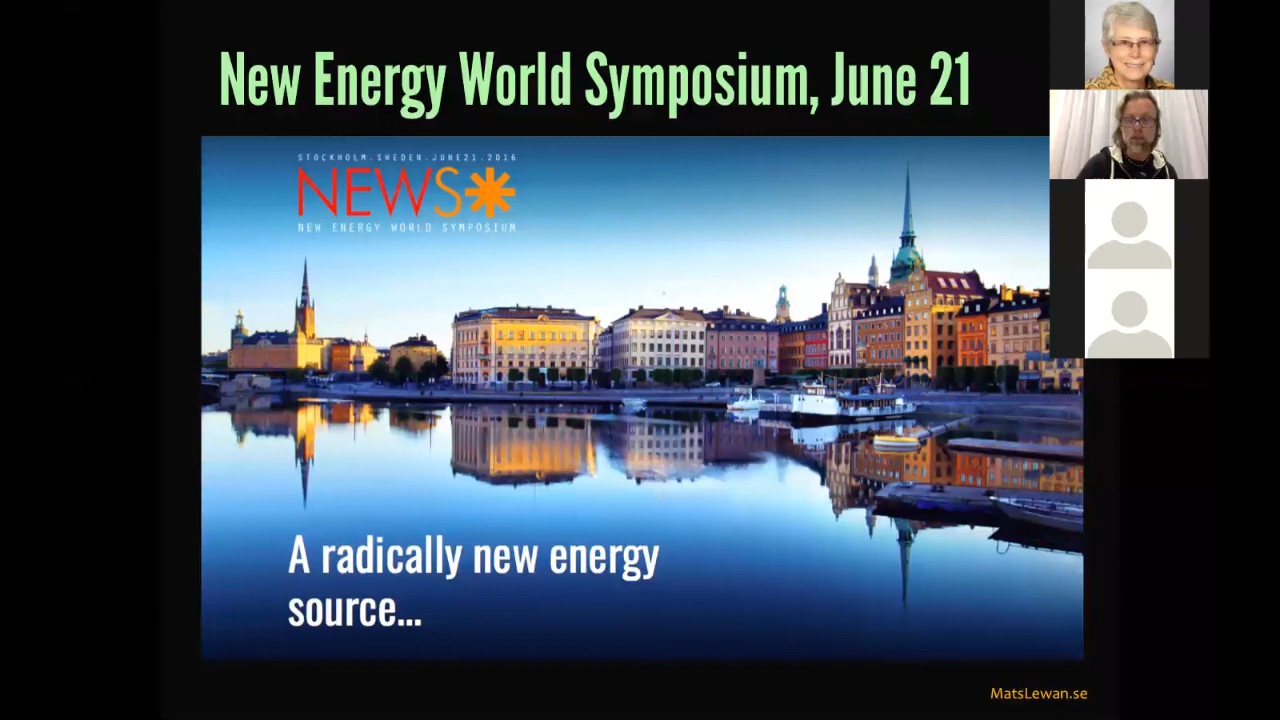 New Energy World Symposium, June 21
STOCKHOLM.SWEDEN.JUNE21.2016
NEWS
NEW ENERGY WORLD SYMPOSIUM
A radically new energy
source...
MatsLewan.se